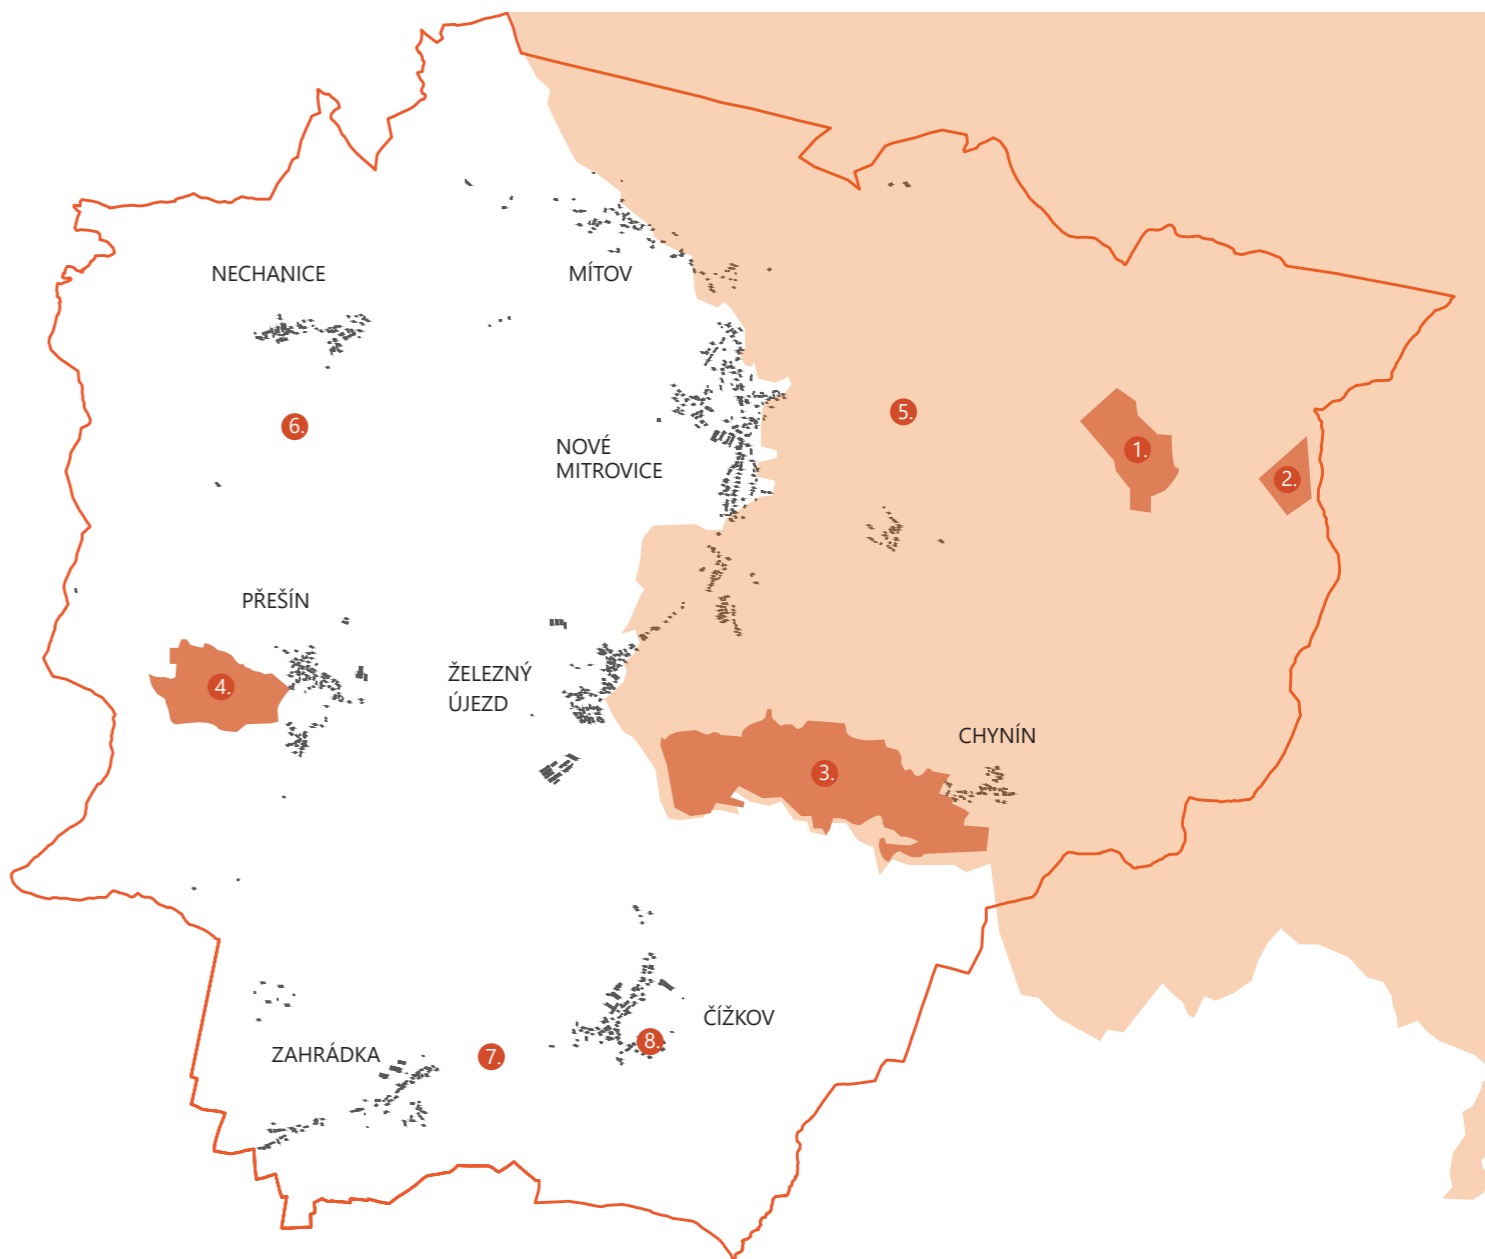 NECHANICE
MÍTOV
6.
5.
NOVÉ
MITROVICE
1.
2.
PŘEŠÍN
4.
ŽELEZNÝ
ÚJEZD
CHYNÍN
3.
ČÍŽKOV
8.
ZAHRÁDKA
7.